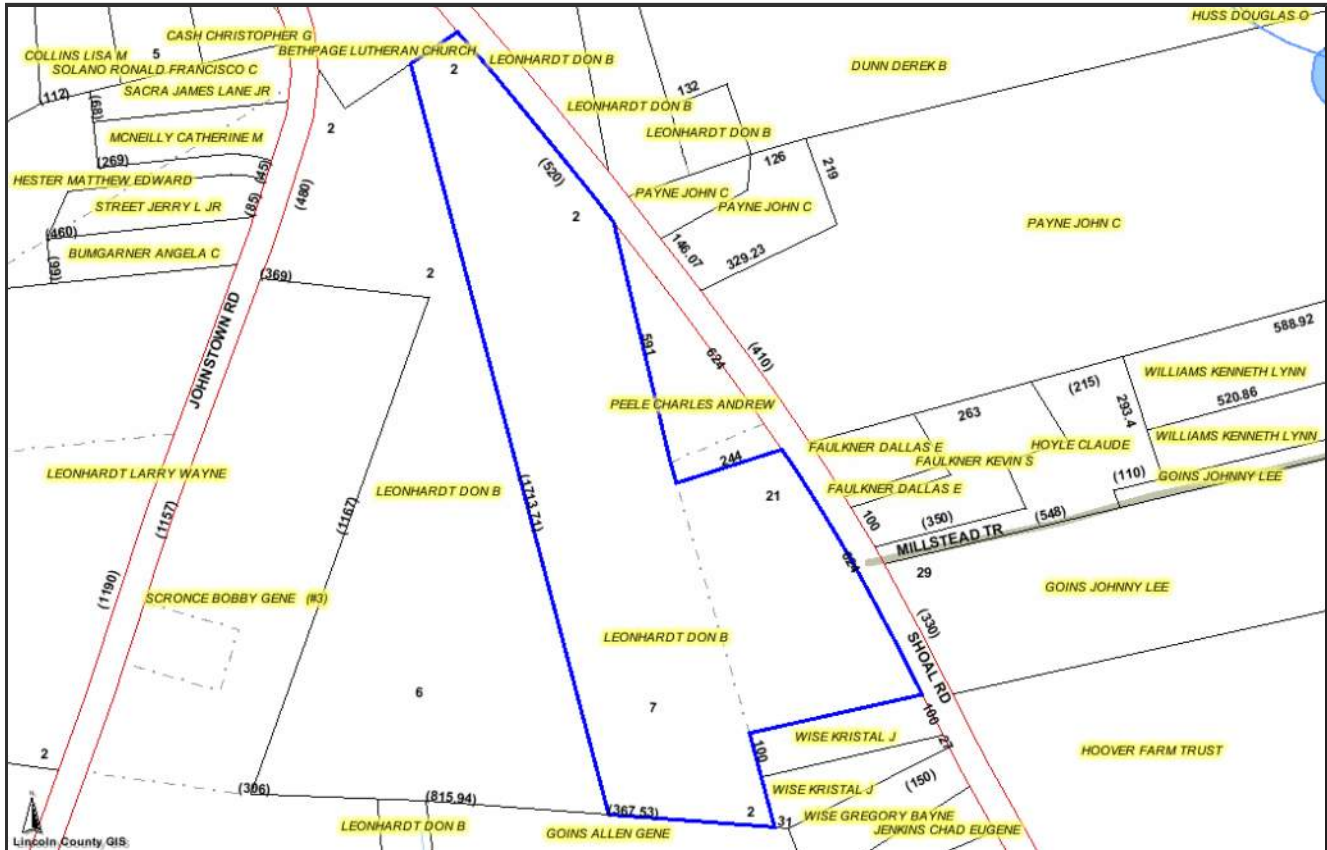 HUSS DOUGLAS O
CASH CHRISTOPHER G
COLLINS LISA M
5
BETHPAGE LUTHERAN CHURCH
LEONHARDT DON B
DUNN DEREK B
SOLANO RONALD FRANCISCO C
2
(112)
SACRA JAMES LANE JR
132
LEONHARDT DON B
(68)
MCNEILLY CATHERINE M
2
LEONHARDT DON B
(269)
(45)
126
219
HESTER MATTHEW EDWARD
(520)
PAYNE JOHN C
STREET JERRY L JR
(85)
(480)
PAYNE JOHN C
2
PAYNE JOHN C
(460)
BUMGARNER ANGELA C
146.07
329.23
(66)
(369)
2
588.92
JOHNSTOWN RD
591
624
(410)
WILLIAMS KENNETH LYNN
(215)
293.4
520.86
PEELE CHARLES ANDREW
263
WILLIAMS KENNETH LYNN
FAULKNER DALLAS E
HOYLE CLAUDE
FAULKNER KEVIN S
244
LEONHARDT LARRY WAYNE
(110)
GOINS JOHNNY LEE
LEONHARDT DON B
FAULKNER DALLAS E
21
(1713.71)
(1167)
(1157)
100
(350)
(548)
MILLSTEAD TR
624
29
(1190)
SCRONCE BOBBY GENE (#3)
GOINS JOHNNY LEE
(330)
LEONHARDT DON B
SHOAL RD
6
7
100
WISE KRISTAL J
27
HOOVER FARM TRUST
2
100
(306)
(815.94)
(367.53)
2
31
WISE KRISTAL J
(150)
WISE GREGORY BAYNE
LEONHARDT DON B
GOINS ALLEN GENE
JENKINS CHAD EUGENE
Lincoln County GIS